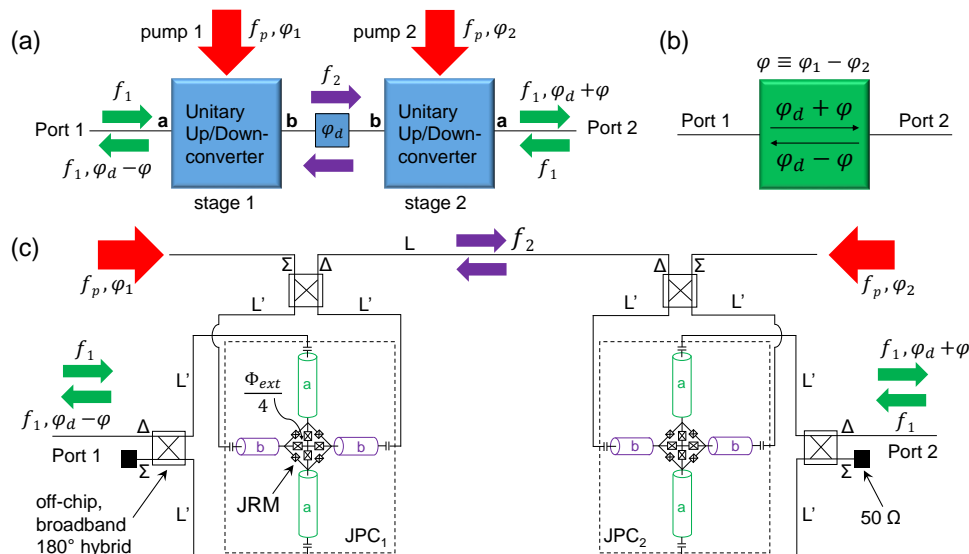 (a)
pump 1
f_p, φ_1
pump 2
f_p, φ_2
f_1
f_2
f_1, φ_d+φ
Port 1
a
Unitary
Up/Down-
converter
b
φ_d
b
Unitary
Up/Down-
converter
a
Port 2
f_1, φ_d−φ
f_1
stage 1
stage 2
(b)
φ ≡ φ_1 − φ_2
Port 1
φ_d + φ
φ_d − φ
Port 2
(c)
f_p, φ_1
Σ
Δ
L
f_2
Δ
Σ
f_p, φ_2
L'
L'
L'
L'
f_1
f_1, φ_d−φ
L'
Φ_ext
4
a
b
b
a
JRM
JPC_1
a
b
b
a
JPC_2
L'
f_1, φ_d+φ
f_1
Port 1
Δ
Σ
L'
off-chip,
broadband
180° hybrid
Δ
Σ
Port 2
L'
50 Ω